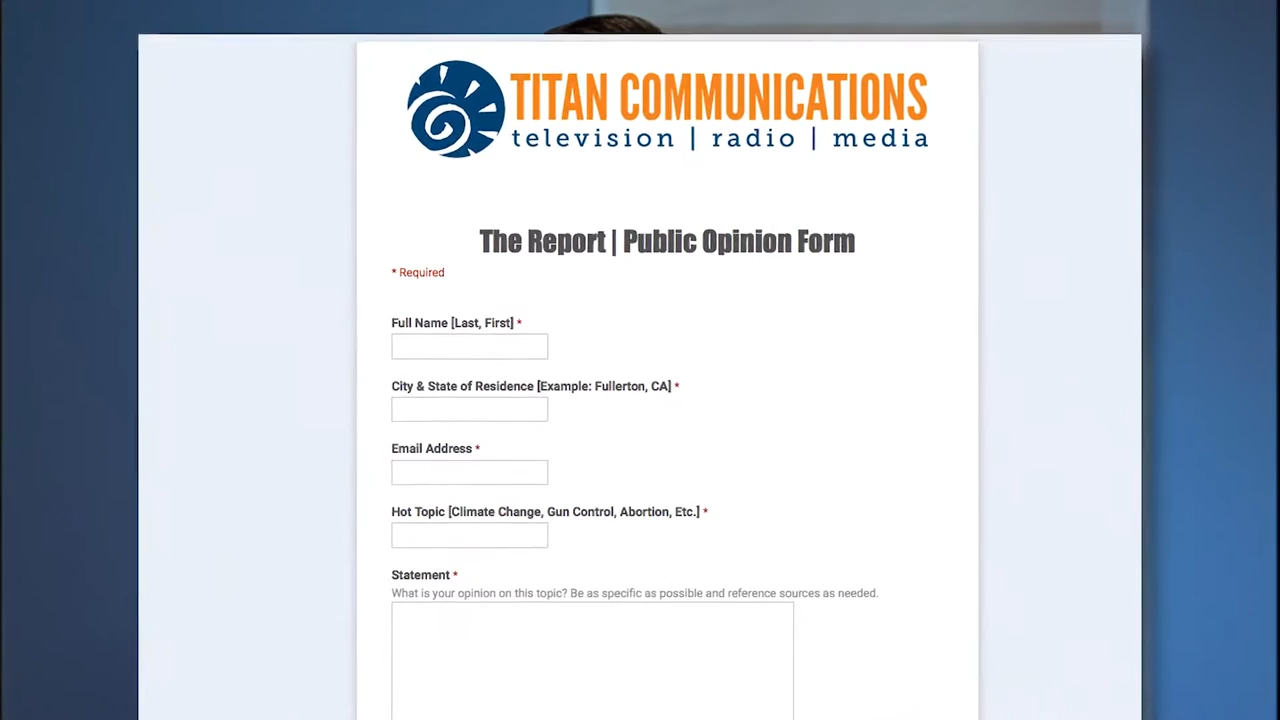 TITAN COMMUNICATIONS
television | radio | media
The Report | Public Opinion Form
* Required
Full Name [Last, First] *
City & State of Residence [Example: Fullerton, CA] *
Email Address *
Hot Topic [Climate Change, Gun Control, Abortion, Etc.] *
Statement *
What is your opinion on this topic? Be as specific as possible and reference sources as needed.